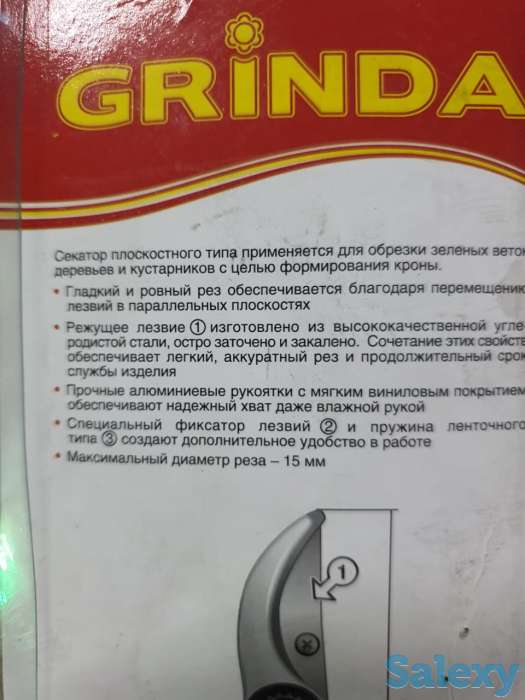 GRINDA
Секатор плоскостного типа применяется для обрезки зеленых веток
деревьев и кустарников с целью формирования кроны.
• Гладкий и ровный рез обеспечивается благодаря перемещению
лезвий в параллельных плоскостях
• Режущее лезвие ① изготовлено из высококачественной угле-
родистой стали, остро заточено и закалено. Сочетание этих свойств
обеспечивает легкий, аккуратный рез и продолжительный срок
службы изделия
• Прочные алюминиевые рукоятки с мягким виниловым покрытием
обеспечивают надежный хват даже влажной рукой
• Специальный фиксатор лезвий ② и пружина ленточного
типа ③ создают дополнительное удобство в работе
• Максимальный диаметр реза – 15 мм
1
Salexy